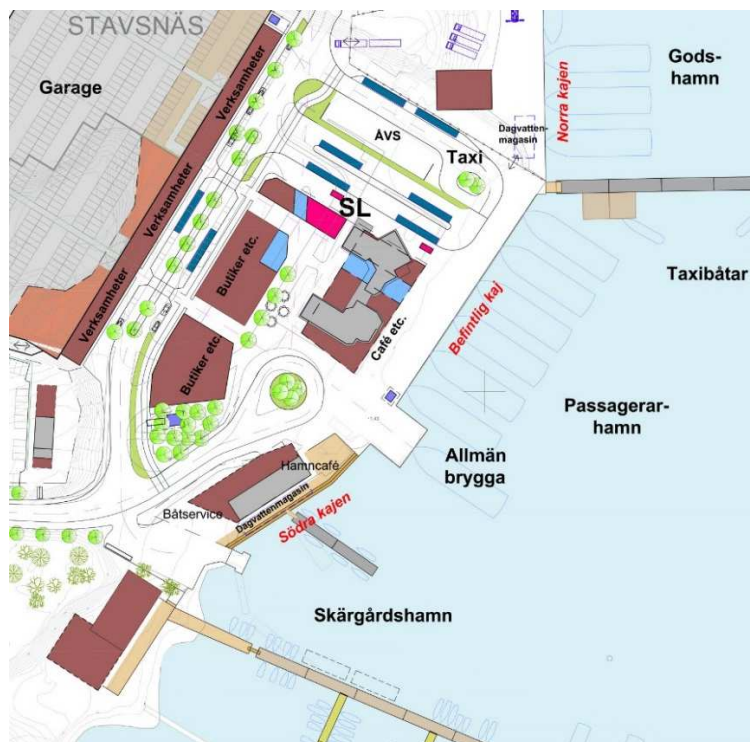 STAVSNÄS
Garage
Verksamheter
Verksamheter
Verksamheter
Gods-
hamn
Norra kajen
Dagvatten-
magasin
ÅVS
Taxi
SL
Taxibåtar
Butiker etc.
Café etc.
Befintlig kaj
Butiker etc.
Passagerar-
hamn
Allmän
brygga
Hamncafé
Båtservice
Dagvattenmagasin
Södra kajen
Skärgårdshamn